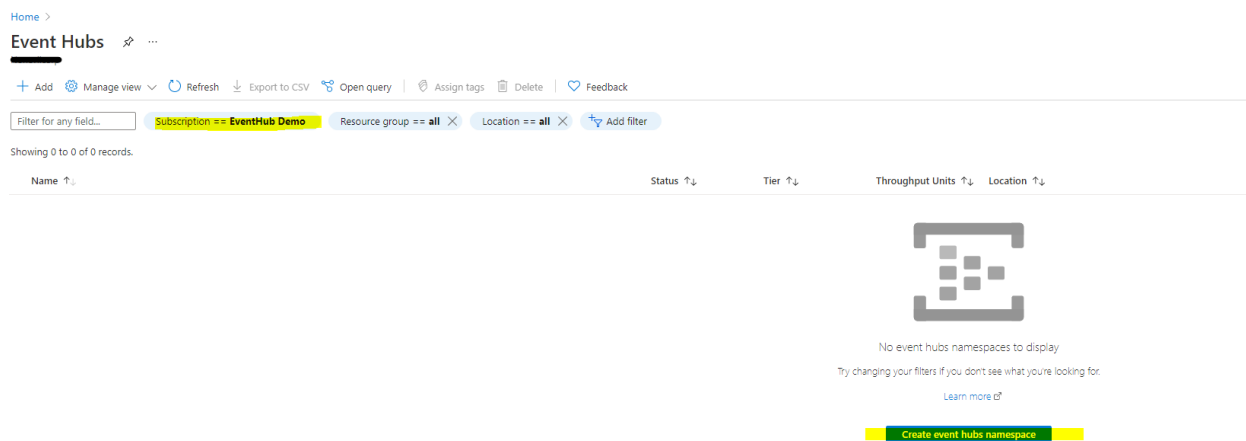 Home >
Event Hubs ...
Add Manage view Refresh Export to CSV Open query Assign tags Delete Feedback
Filter for any field... Subscription == EventHub Demo Resource group == all Location == all Add filter
Showing 0 to 0 of 0 records.
Name Status Tier Throughput Units Location
No event hubs namespaces to display
Try changing your filters if you don't see what you're looking for.
Learn more
Create event hubs namespace